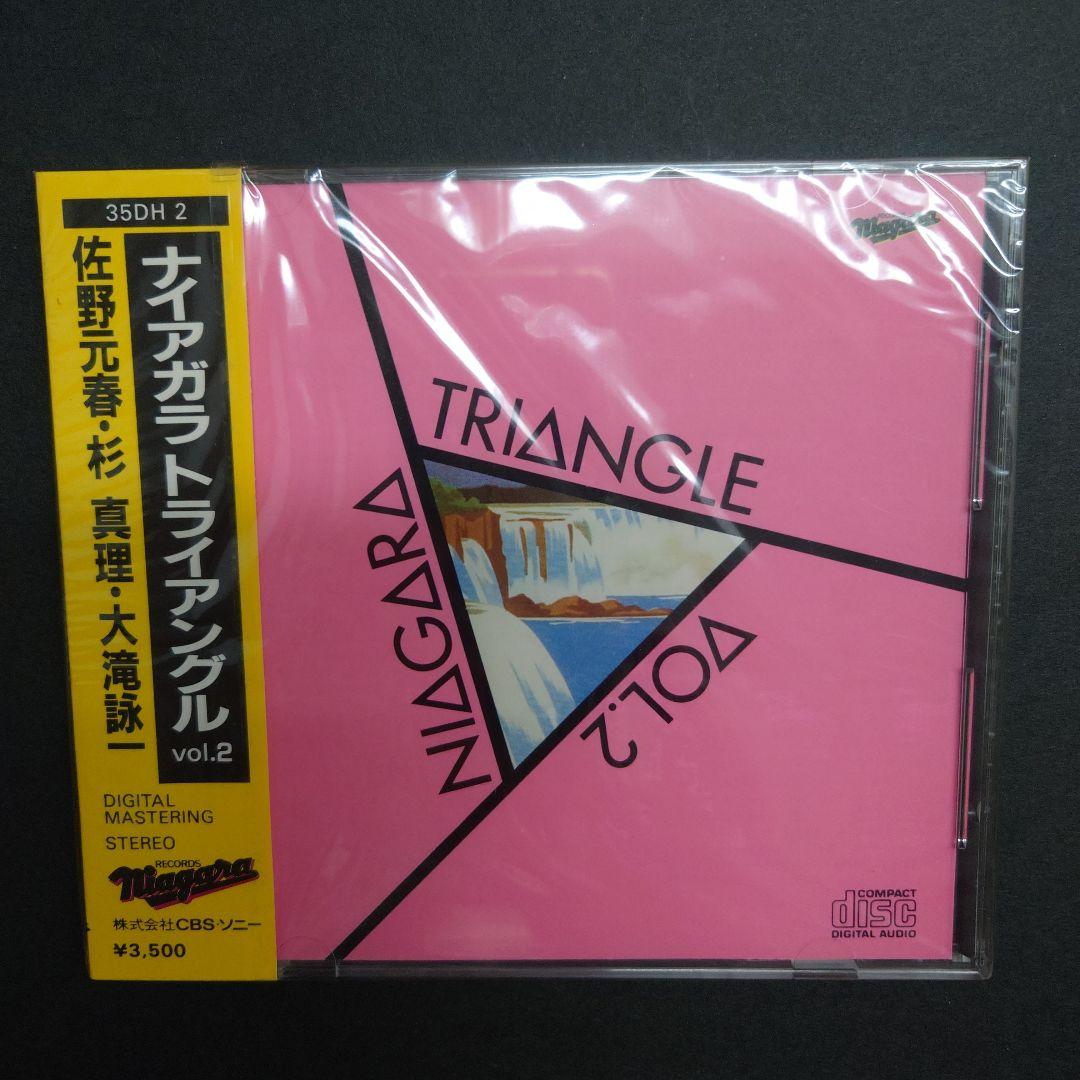 35DH 2
ナイアガラ トライアングル vol.2
佐野元春・杉 真理・大滝詠一
DIGITAL
MASTERING
STEREO
RECORDS
Niagara
株式会社CBS・ソニー
¥3,500
Niagara
NIAGARA
TRIANGLE
VOL.2
COMPACT
disc
DIGITAL AUDIO